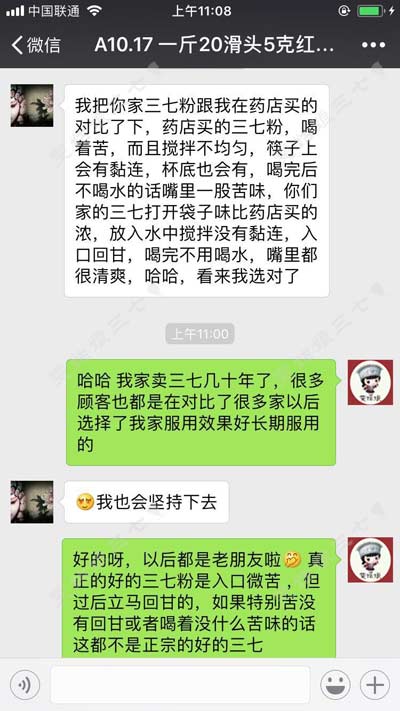 中国联通 上午11:08
微信 A10.17 一斤20滑头5克红...
我把你家三七粉跟我在药店买的
对比了下，药店买的三七粉，喝
着苦，而且搅拌不均匀，筷子上
会有黏连，杯底也会有，喝完后
不喝水的话嘴里一股苦味，你们
家的三七打开袋子味比药店买的
浓，放入水中搅拌没有黏连，入
口回甘，喝完不用喝水，嘴里都
很清爽，哈哈，看来我选对了
上午11:00
哈哈 我家卖三七几十年了，很多
顾客也都是在对比了很多家以后
选择了我家服用效果好长期服用
的
我也会坚持下去
好的呀，以后都是老朋友啦 真
正的好的三七粉是入口微苦 ，但
过后立马回甘的，如果特别苦没
有回甘或者喝着没什么苦味的话
这都不是正宗的好的三七